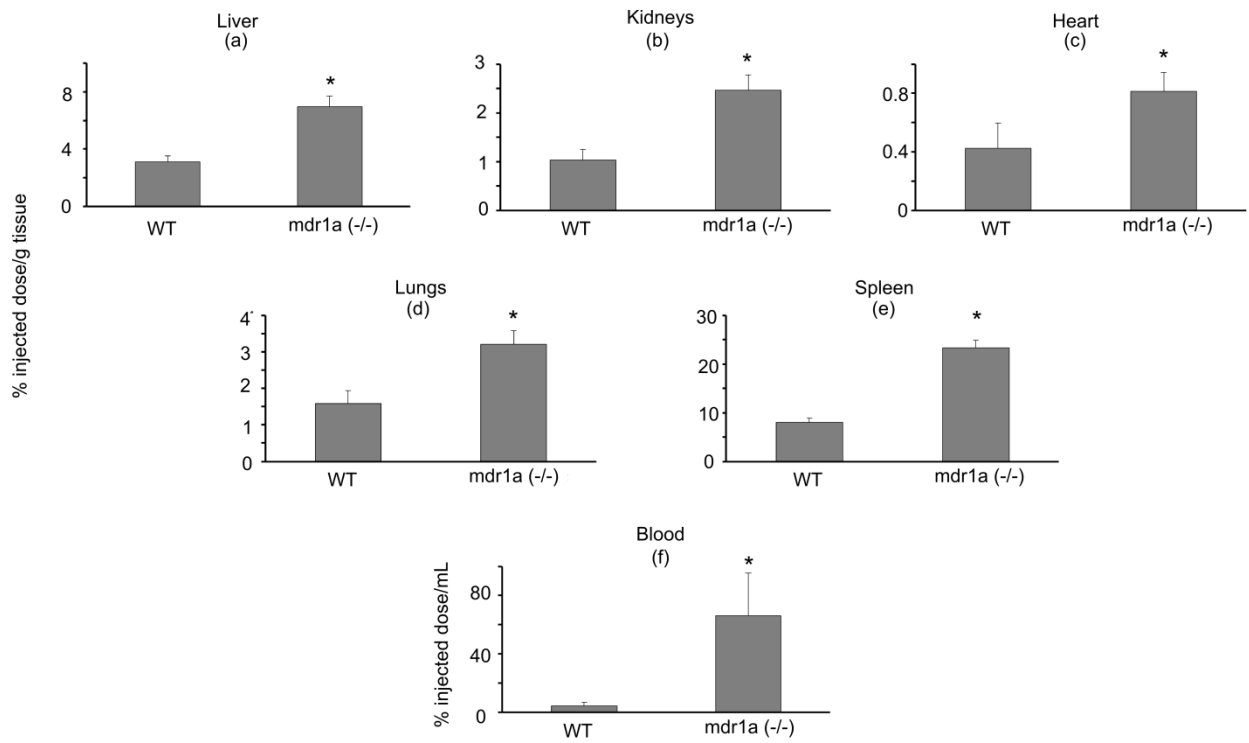 Liver
(a)
8
4
0
*
WT
mdr1a (-/-)
Kidneys
(b)
3
2
1
0
*
WT
mdr1a (-/-)
Heart
(c)
0.8
0.4
0
*
WT
mdr1a (-/-)
% injected dose/g tissue
Lungs
(d)
4
3
2
1
0
*
WT
mdr1a (-/-)
Spleen
(e)
30
20
10
0
*
WT
mdr1a (-/-)
Blood
(f)
% injected dose/mL
80
40
0
*
WT
mdr1a (-/-)